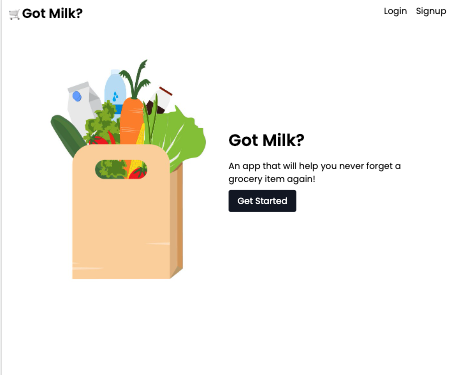 Got Milk?
Login Signup
Got Milk?
An app that will help you never forget a
grocery item again!
Get Started